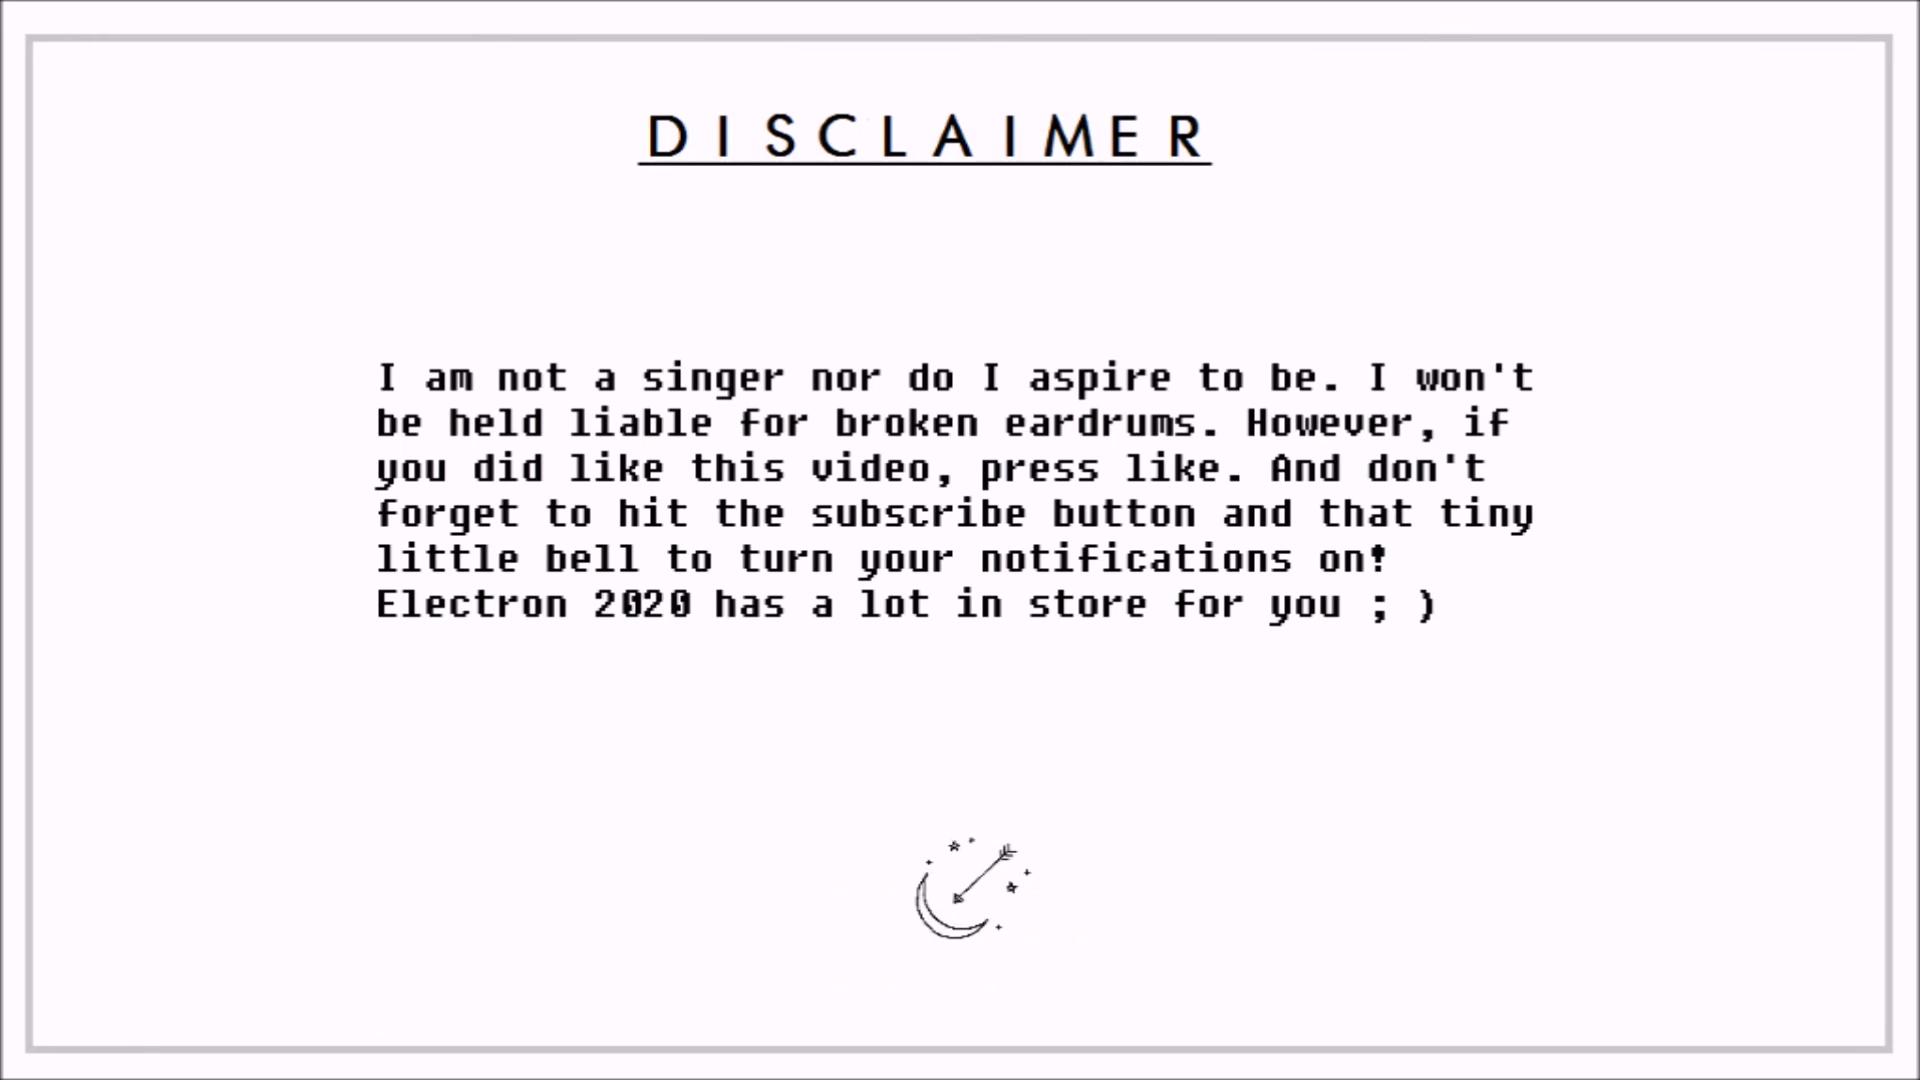 DISCLAIMER
I am not a singer nor do I aspire to be. I won't
be held liable for broken eardrums. However, if
you did like this video, press like. And don't
forget to hit the subscribe button and that tiny
little bell to turn your notifications on!
Electron 2020 has a lot in store for you ; )